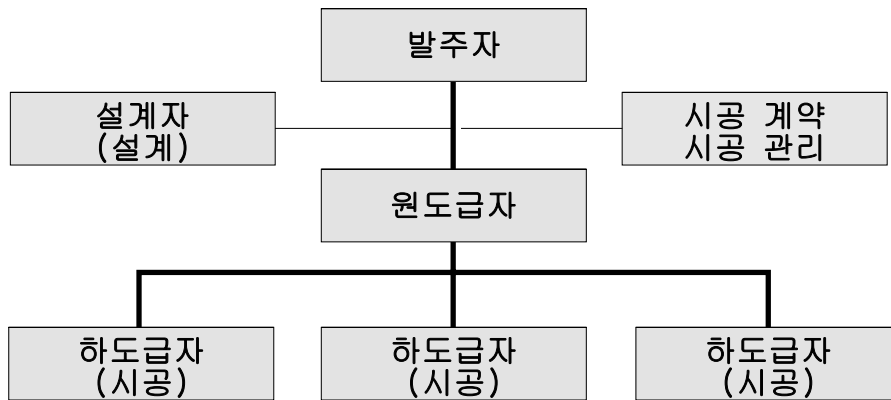 발주자
설계자
(설계)
시공 계약
시공 관리
원도급자
하도급자
(시공)
하도급자
(시공)
하도급자
(시공)